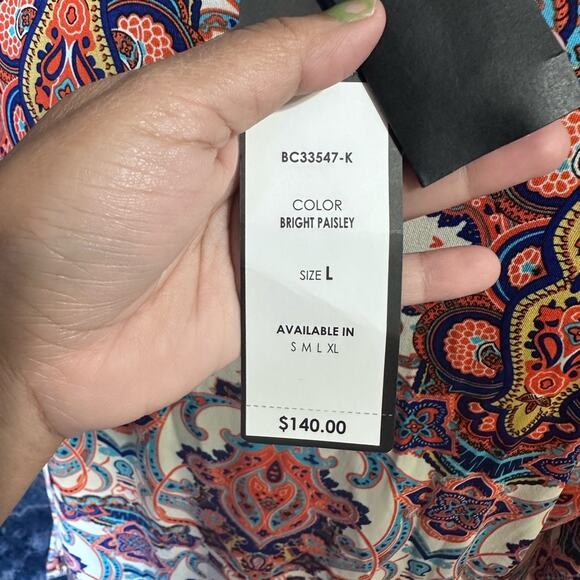 BC33547-K
COLOR
BRIGHT PAISLEY
SIZE L
AVAILABLE IN
S M L XL
$140.00